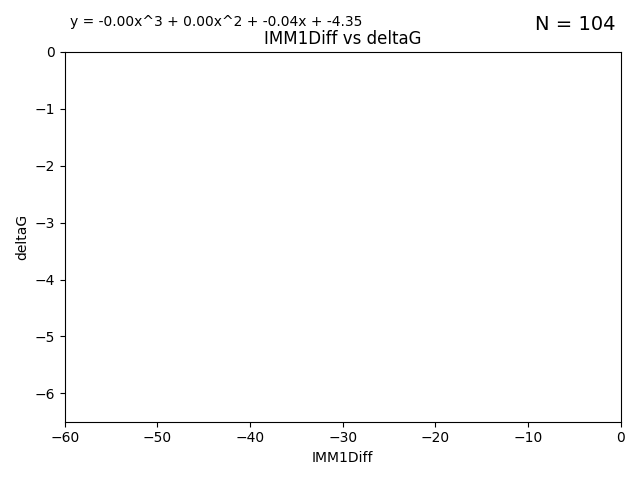 y = -0.00x^3 + 0.00x^2 + -0.04x + -4.35
N = 104
IMM1Diff vs deltaG
0
−1
−2
−3
−4
−5
−6
deltaG
−60 −50 −40 −30 −20 −10 0
IMM1Diff